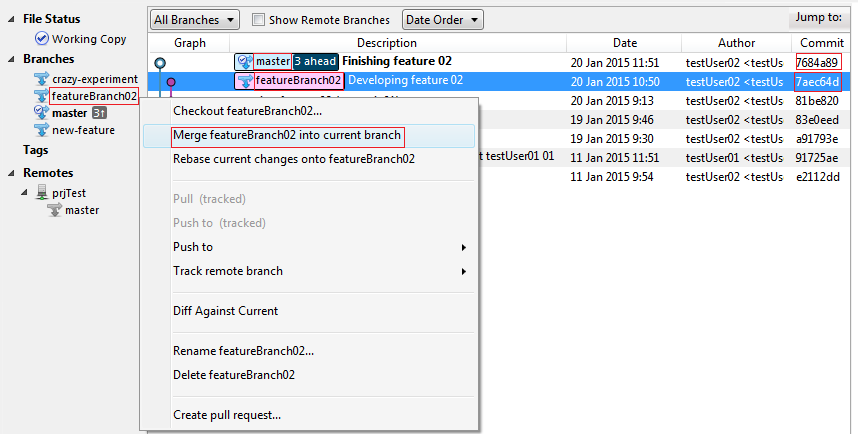 File Status
Working Copy
Branches
crazy-experiment
featureBranch02
master 3↑
new-feature
Tags
Remotes
prjTest
master
All Branches Show Remote Branches Date Order Jump to:
Graph Description Date Author Commit
master 3 ahead Finishing feature 02 20 Jan 2015 11:51 testUser02 <testUs 7684a89
featureBranch02 Developing feature 02 20 Jan 2015 10:50 testUser02 <testUs 7aec64d
20 Jan 2015 9:13 testUser02 <testUs 81be820
19 Jan 2015 9:46 testUser02 <testUs 83e0eed
19 Jan 2015 9:30 testUser02 <testUs a91793e
t testUser01 01 11 Jan 2015 11:51 testUser01 <testUs 91725ae
11 Jan 2015 9:54 testUser02 <testUs e2112dd
Checkout featureBranch02...
Merge featureBranch02 into current branch
Rebase current changes onto featureBranch02
Pull (tracked)
Push to (tracked)
Push to
Track remote branch
Diff Against Current
Rename featureBranch02...
Delete featureBranch02
Create pull request...